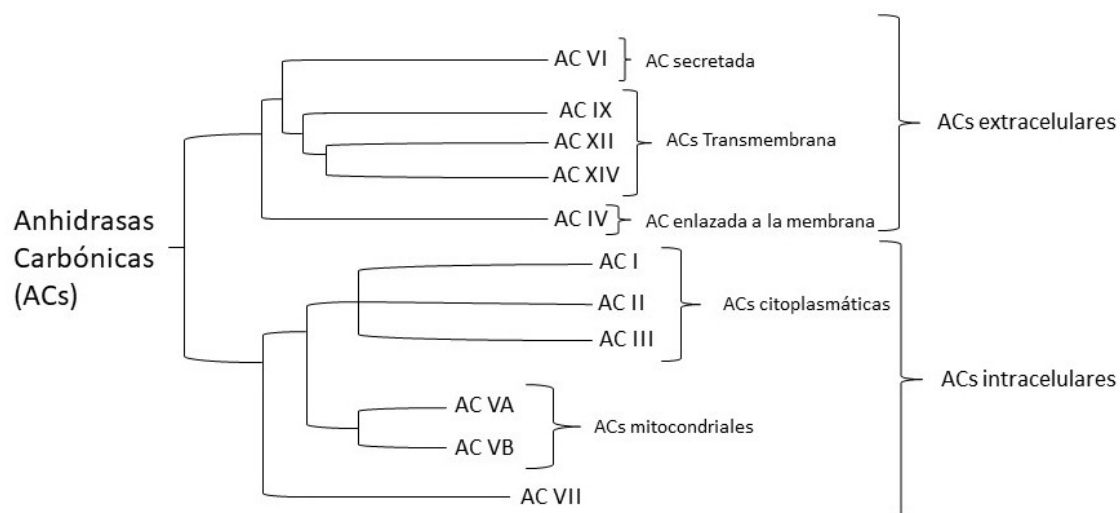 AC VI
AC secretada
AC IX
AC XII
AC XIV
ACs Transmembrana
AC IV
AC enlazada a la membrana
ACs extracelulares
Anhidrasas
Carbónicas
(ACs)
AC I
AC II
AC III
ACs citoplasmáticas
AC VA
AC VB
ACs mitocondriales
AC VII
ACs intracelulares